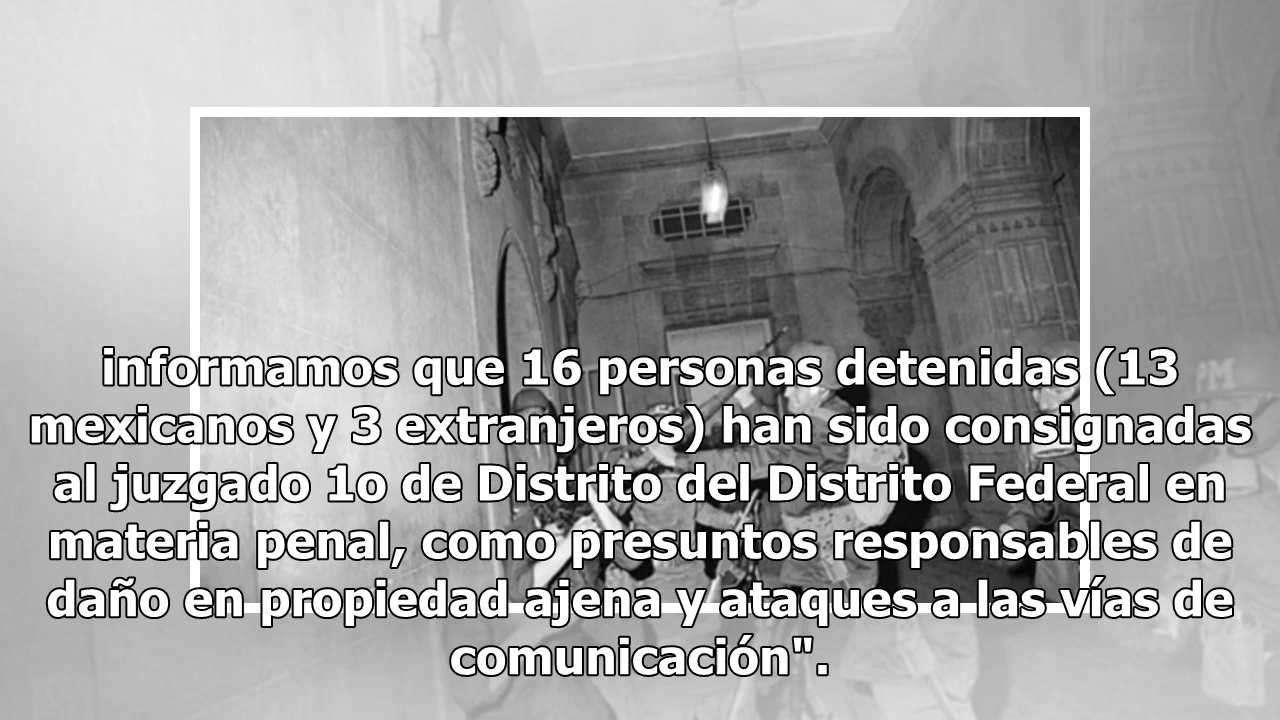 informamos que 16 personas detenidas (13
mexicanos y 3 extranjeros) han sido consignadas
al juzgado 1o de Distrito del Distrito Federal en
materia penal, como presuntos responsables de
daño en propiedad ajena y ataques a las vías de
comunicación".
PM